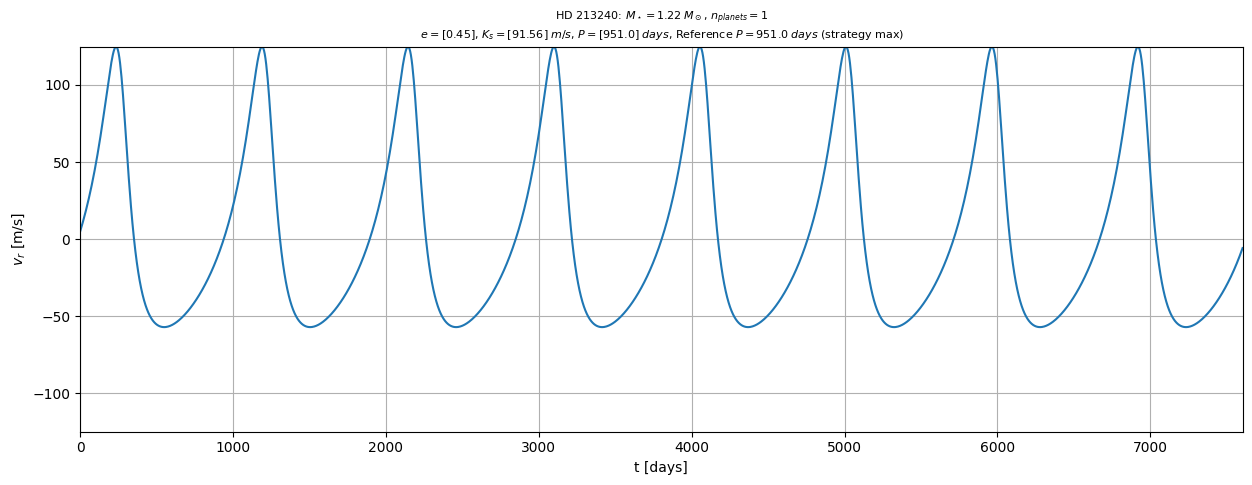 HD 213240: $M_\star = 1.22\ M_\odot$, $n_{planets} = 1$
$e = [0.45]$, $K_s = [91.56]\ m/s$, $P = [951.0]\ days$, Reference $P = 951.0\ days$ (strategy max)
100
50
0
−50
−100
$v_r$ [m/s]
0 1000 2000 3000 4000 5000 6000 7000
t [days]